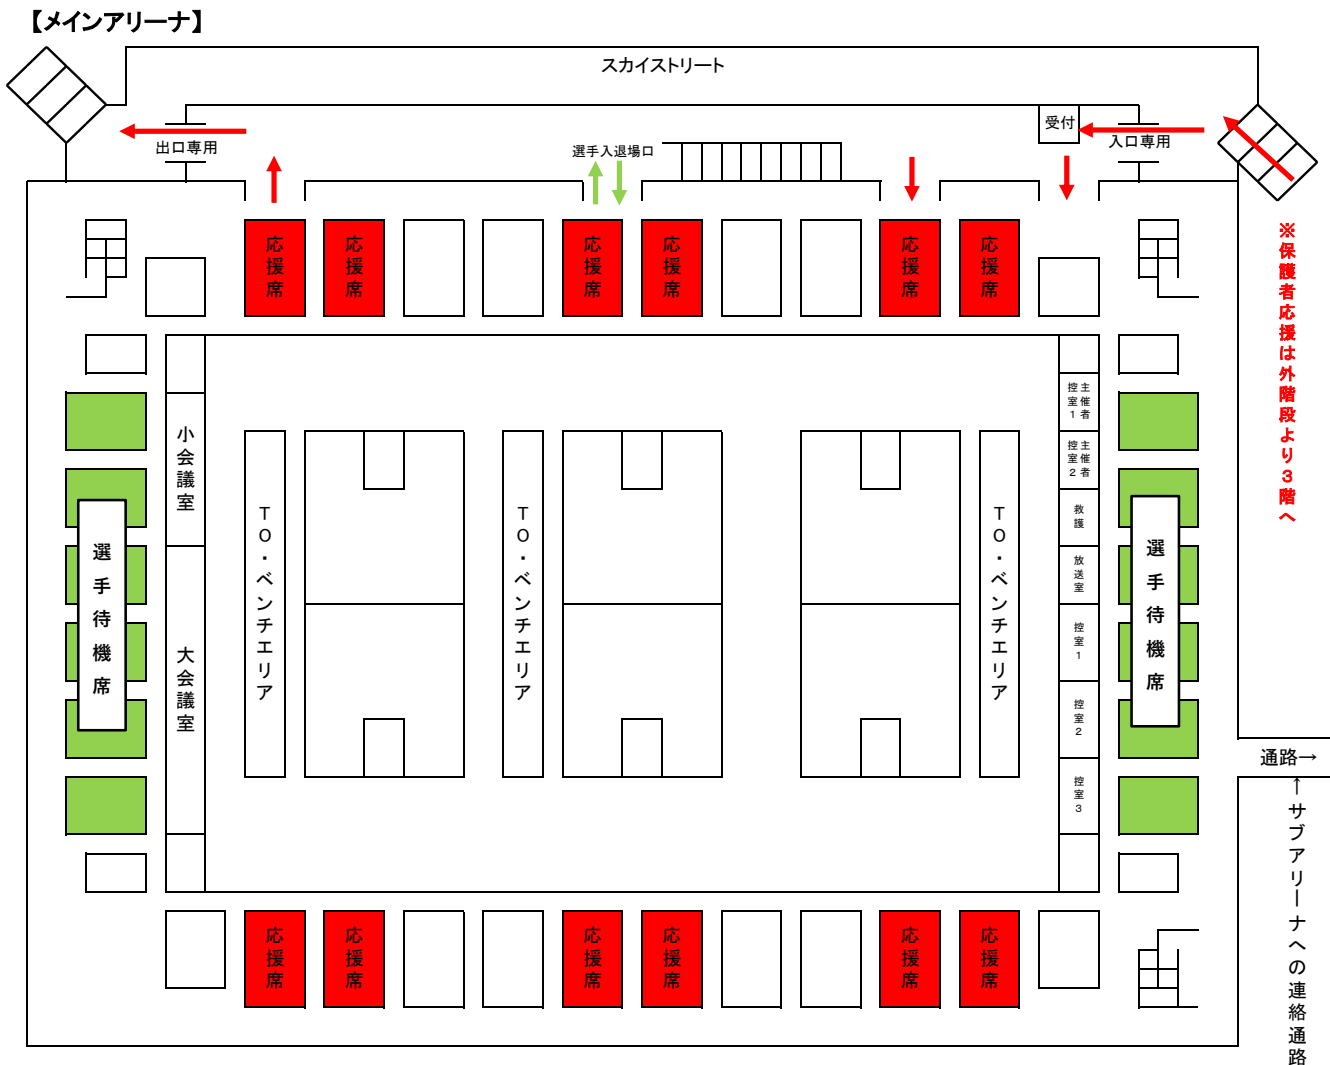 【メインアリーナ】
スカイストリート
受付
出口専用
選手入退場口
入口専用
応援席
応援席
応援席
応援席
応援席
応援席
※保護者応援は外階段より3階へ
小会議室
大会議室
選手待機席
TO・ベンチエリア
TO・ベンチエリア
TO・ベンチエリア
主催者控室1
主催者控室2
救護
放送室
控室1
控室2
控室3
選手待機席
通路→
←サブアリーナへの連絡通路
応援席
応援席
応援席
応援席
応援席
応援席